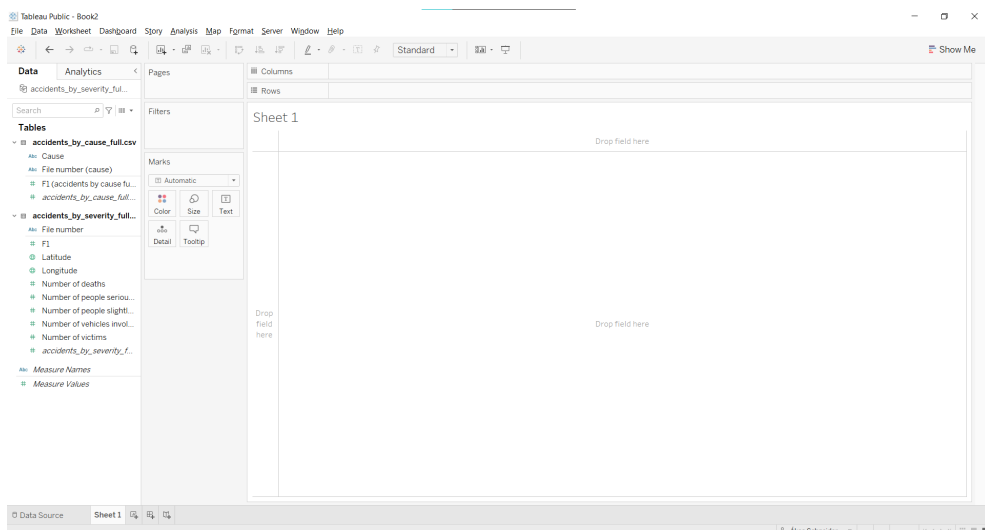 Tableau Public - Book2
File Data Worksheet Dashboard Story Analysis Map Format Server Window Help
Standard
Show Me
Data Analytics
Pages
Columns
accidents_by_severity_ful...
Rows
Search
Filters
Sheet 1
Tables
accidents_by_cause_full.csv
Drop field here
Abc Cause
Abc File number (cause)
Marks
# F1 (accidents by cause fu...
Automatic
# accidents_by_cause_full....
Color Size Text
accidents_by_severity_full...
Abc File number
Detail Tooltip
# F1
Latitude
Longitude
# Number of deaths
# Number of people seriou...
# Number of people slightl...
Drop
field
here
Drop field here
# Number of vehicles invol...
# Number of victims
# accidents_by_severity_f...
Abc Measure Names
# Measure Values
Data Source Sheet 1